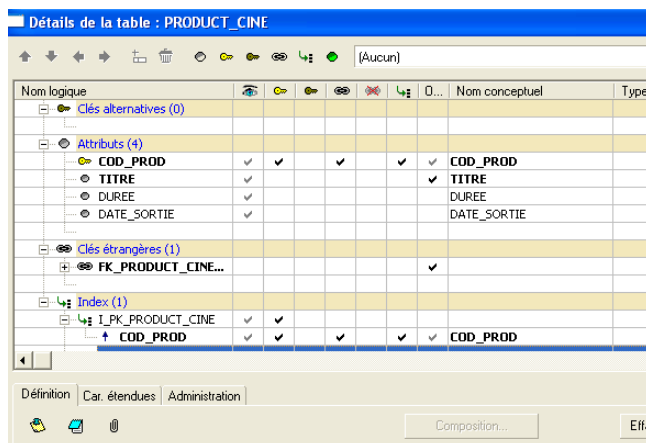 Détails de la table : PRODUCT_CINE
(Aucun)
Nom logique O... Nom conceptuel Type
Clés alternatives (0)
Attributs (4)
COD_PROD COD_PROD
TITRE TITRE
DUREE DUREE
DATE_SORTIE DATE_SORTIE
Clés étrangères (1)
FK_PRODUCT_CINE...
Index (1)
I_PK_PRODUCT_CINE
COD_PROD COD_PROD
Définition Car. étendues Administration
Composition... Eff